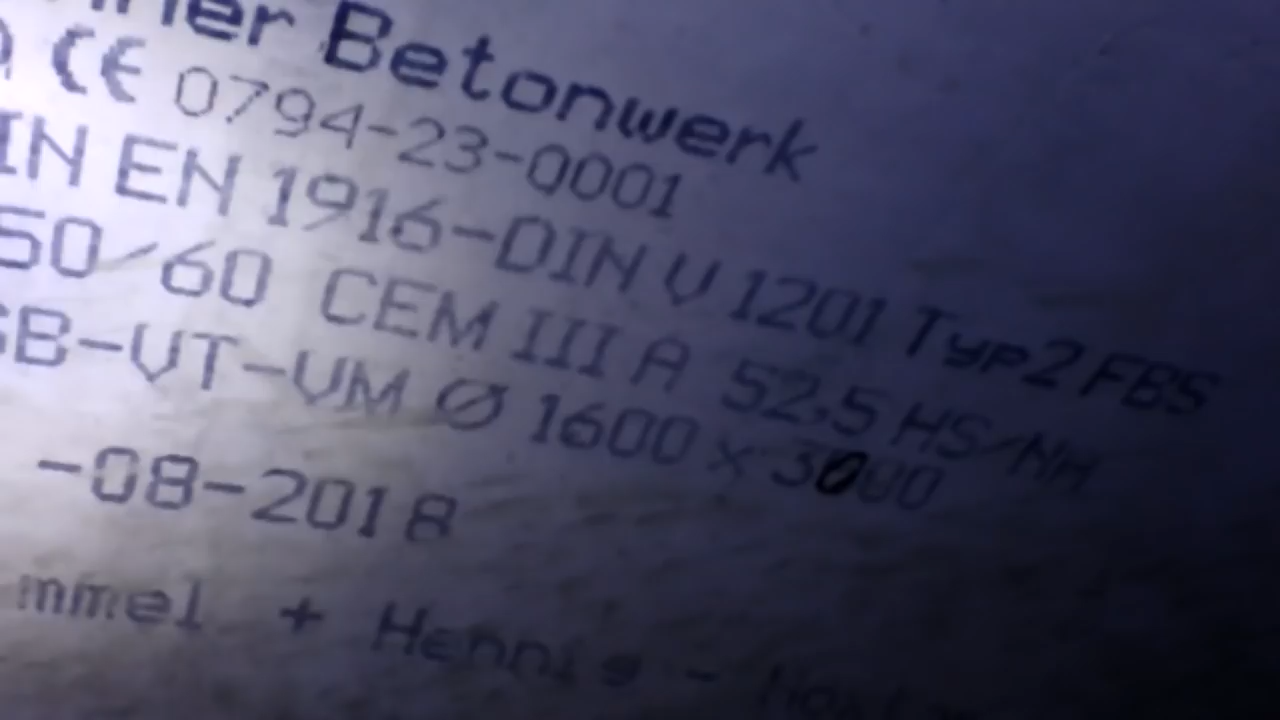 Betonwerk
CE 0794-23-0001
IN EN 1916-DIN V 1201 Typ2 FBS
50/60 CEM III A 52,5 HS/NA
B-VT-VM Ø 1600 x 3000
-08-2018
mmel + Hennig -